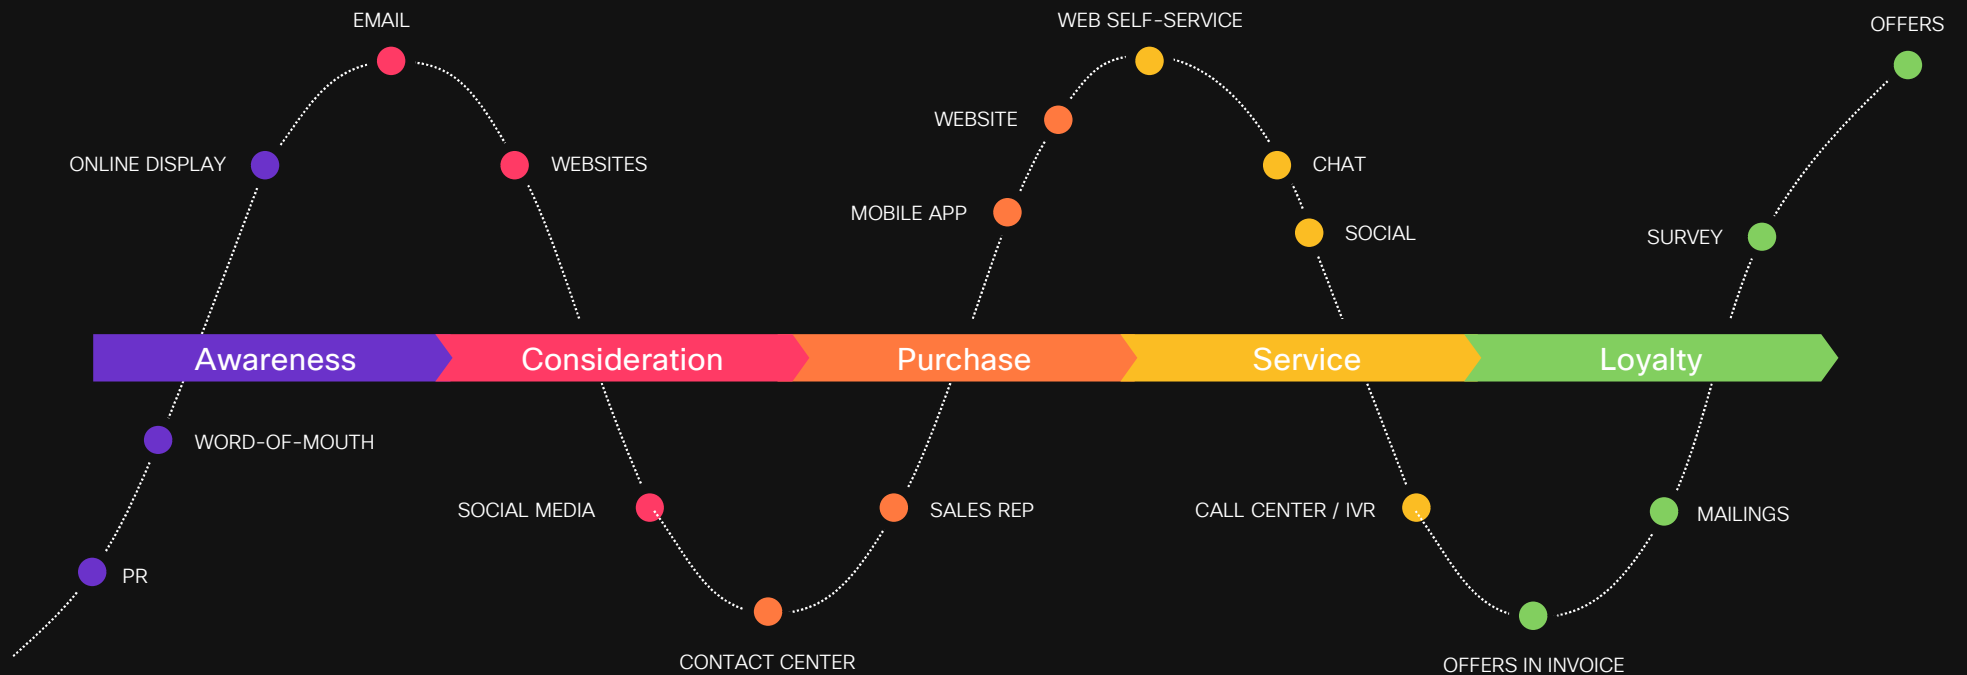 EMAIL
WEB SELF-SERVICE
OFFERS
WEBSITE
ONLINE DISPLAY
WEBSITES
CHAT
MOBILE APP
SOCIAL
SURVEY
Awareness
Consideration
Purchase
Service
Loyalty
WORD-OF-MOUTH
SOCIAL MEDIA
SALES REP
CALL CENTER / IVR
MAILINGS
PR
CONTACT CENTER
OFFERS IN INVOICE